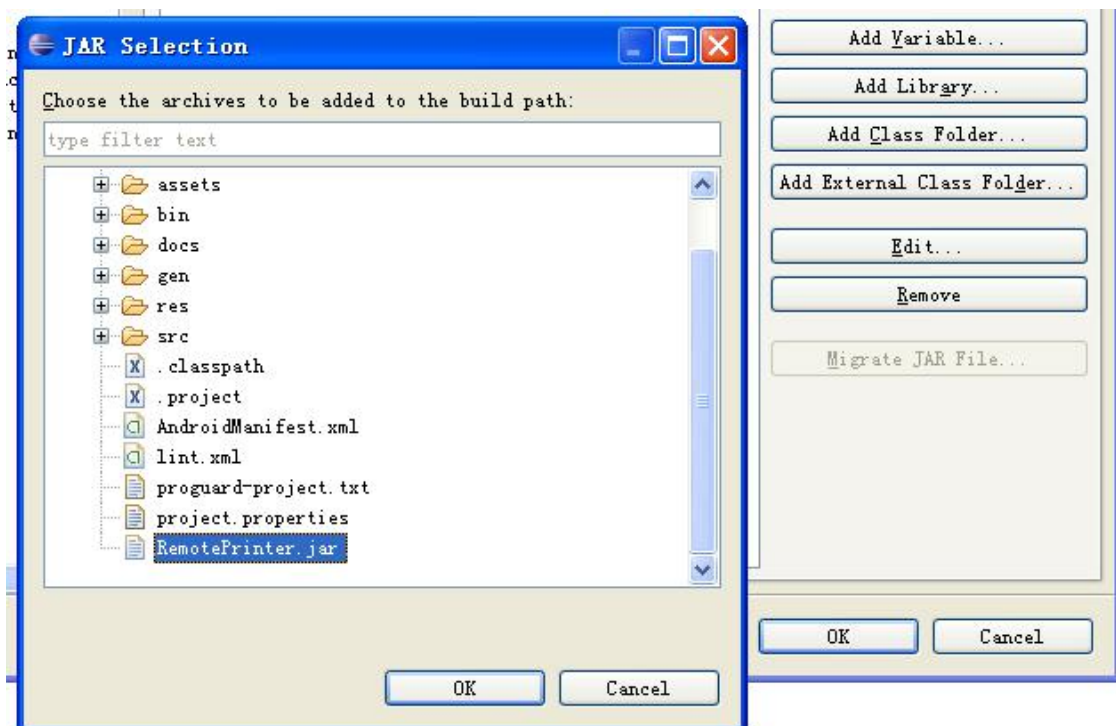 JAR Selection
Choose the archives to be added to the build path:
type filter text
assets
bin
docs
gen
res
src
.classpath
.project
AndroidManifest.xml
lint.xml
proguard-project.txt
project.properties
RemotePrinter.jar
OK
Cancel
Add Variable...
Add Library...
Add Class Folder...
Add External Class Folder...
Edit...
Remove
Migrate JAR File...
OK
Cancel